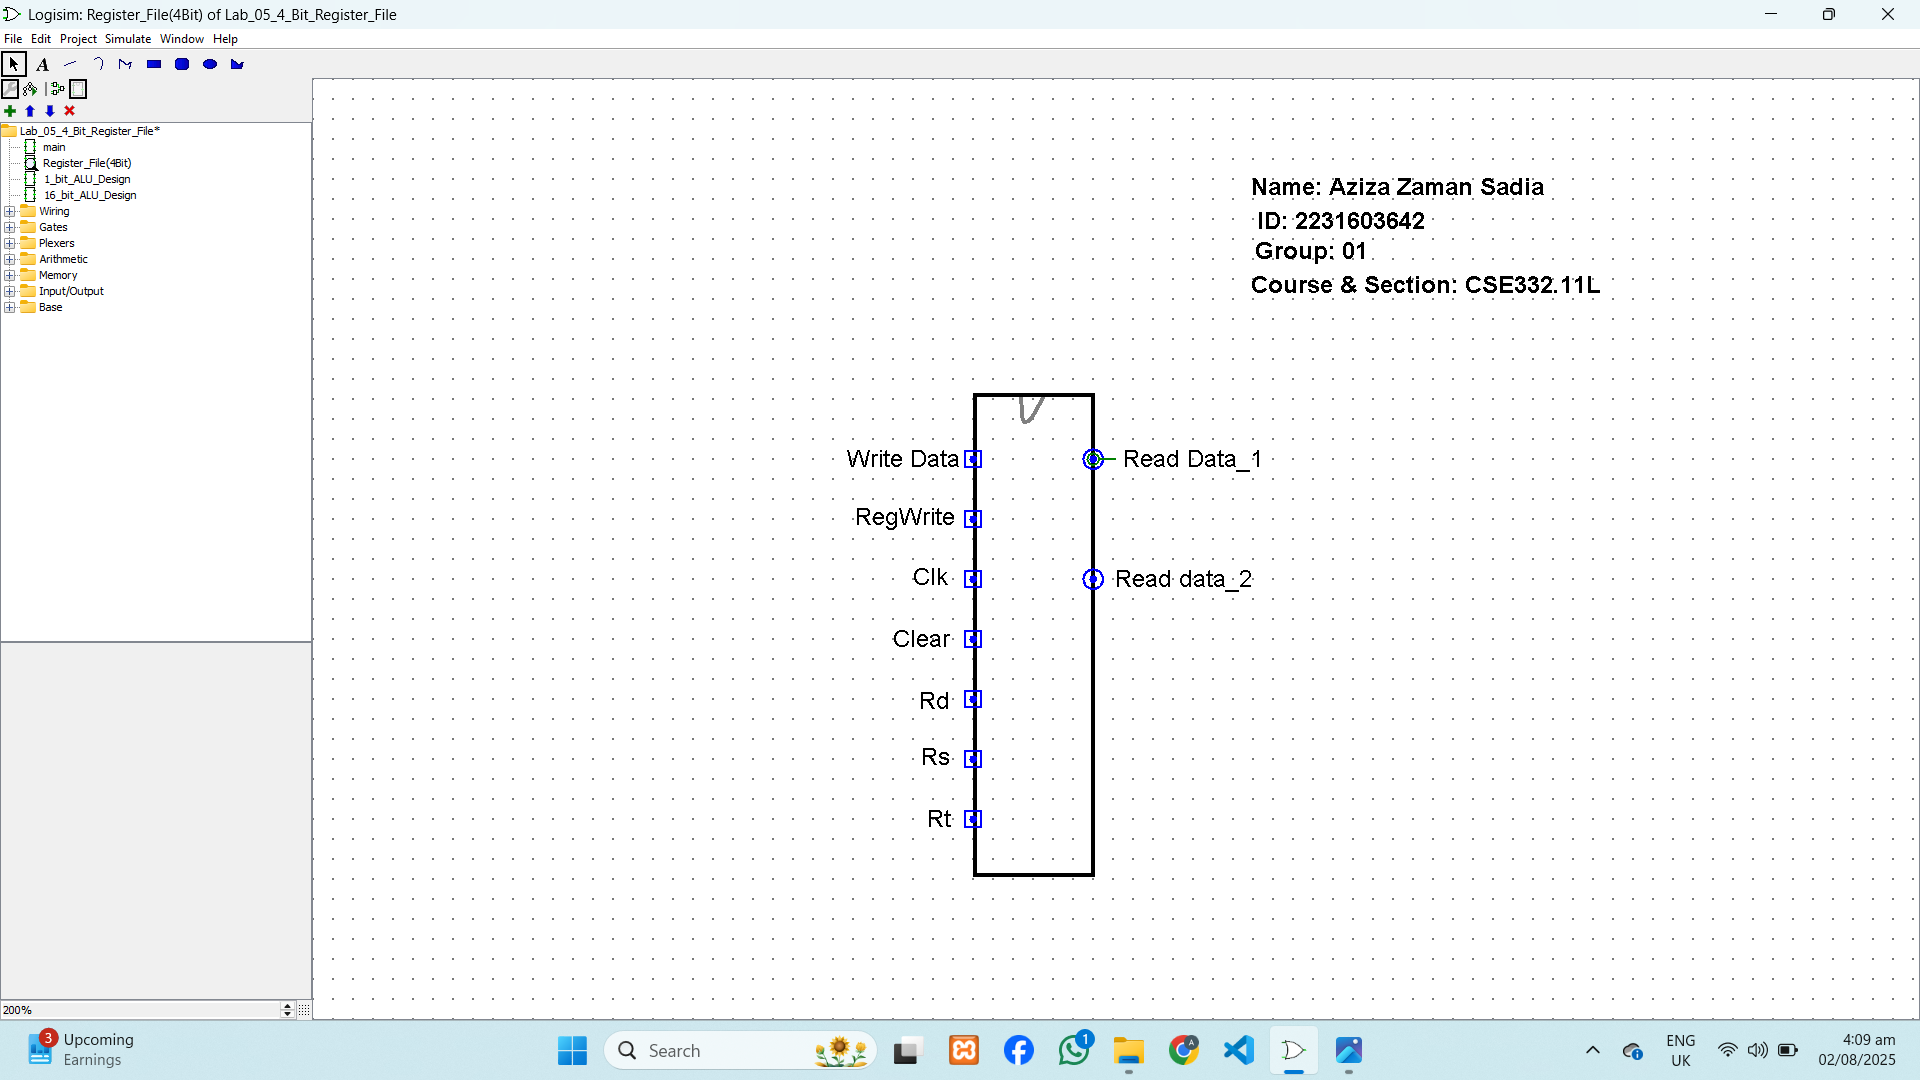 Logisim: Register_File(4Bit) of Lab_05_4_Bit_Register_File
File Edit Project Simulate Window Help
A
Lab_05_4_Bit_Register_File*
main
Register_File(4Bit)
1_bit_ALU_Design
16_bit_ALU_Design
Wiring
Gates
Plexers
Arithmetic
Memory
Input/Output
Base
200%
Name: Aziza Zaman Sadia
ID: 2231603642
Group: 01
Course & Section: CSE332.11L
Write Data
Read Data_1
RegWrite
Clk
Read data_2
Clear
Rd
Rs
Rt
3
Upcoming
Earnings
Search
1
A
ENG
UK
4:09 am
02/08/2025